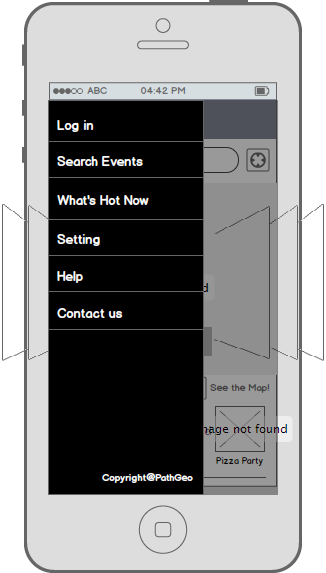 ABC 04:42 PM
Log in
Search Events
What's Hot Now
Setting
Help
Contact us
See the Map!
mage not found
Pizza Party
Copyright@PathGeo